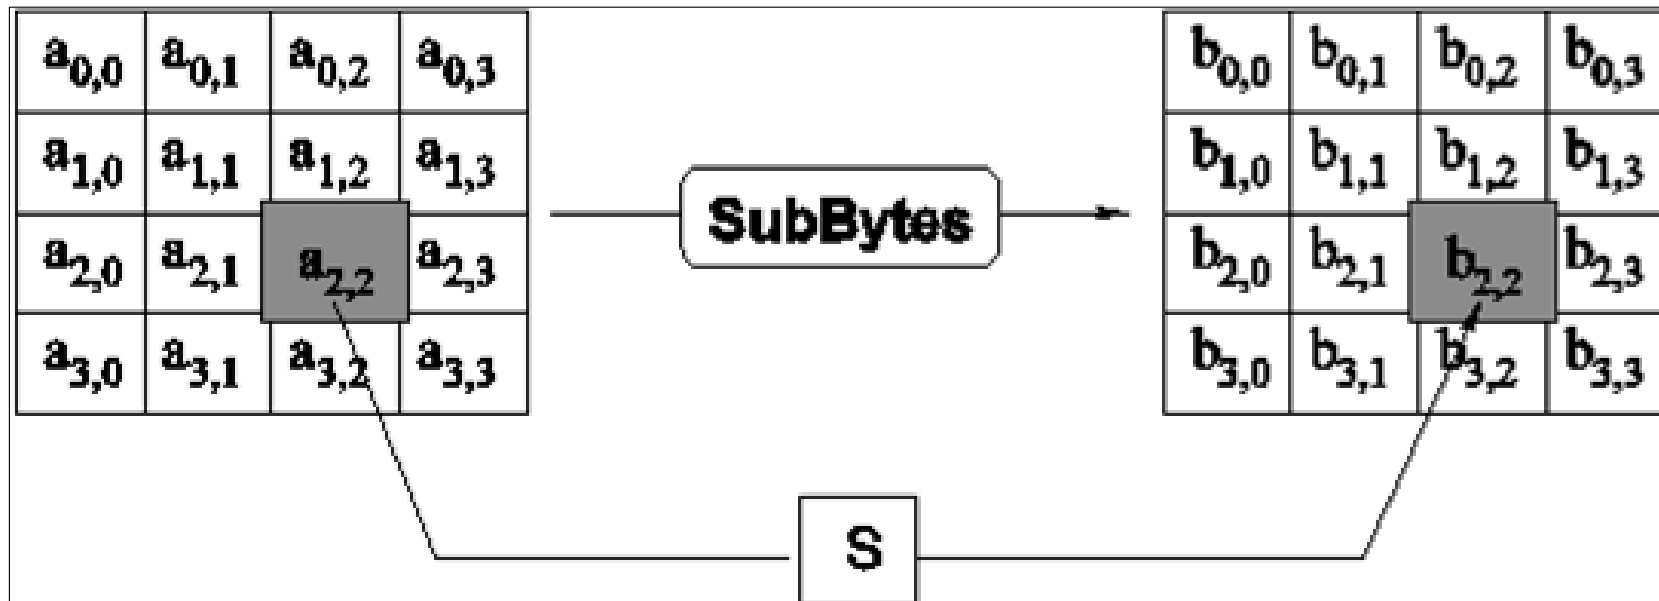 a0,0 a0,1 a0,2 a0,3 b0,0 b0,1 b0,2 b0,3
a1,0 a1,1 a1,2 a1,3 b1,0 b1,1 b1,2 b1,3
SubBytes
a2,0 a2,1 a2,2 a2,3 b2,0 b2,1 b2,2 b2,3
a3,0 a3,1 a3,2 a3,3 b3,0 b3,1 b3,2 b3,3
S